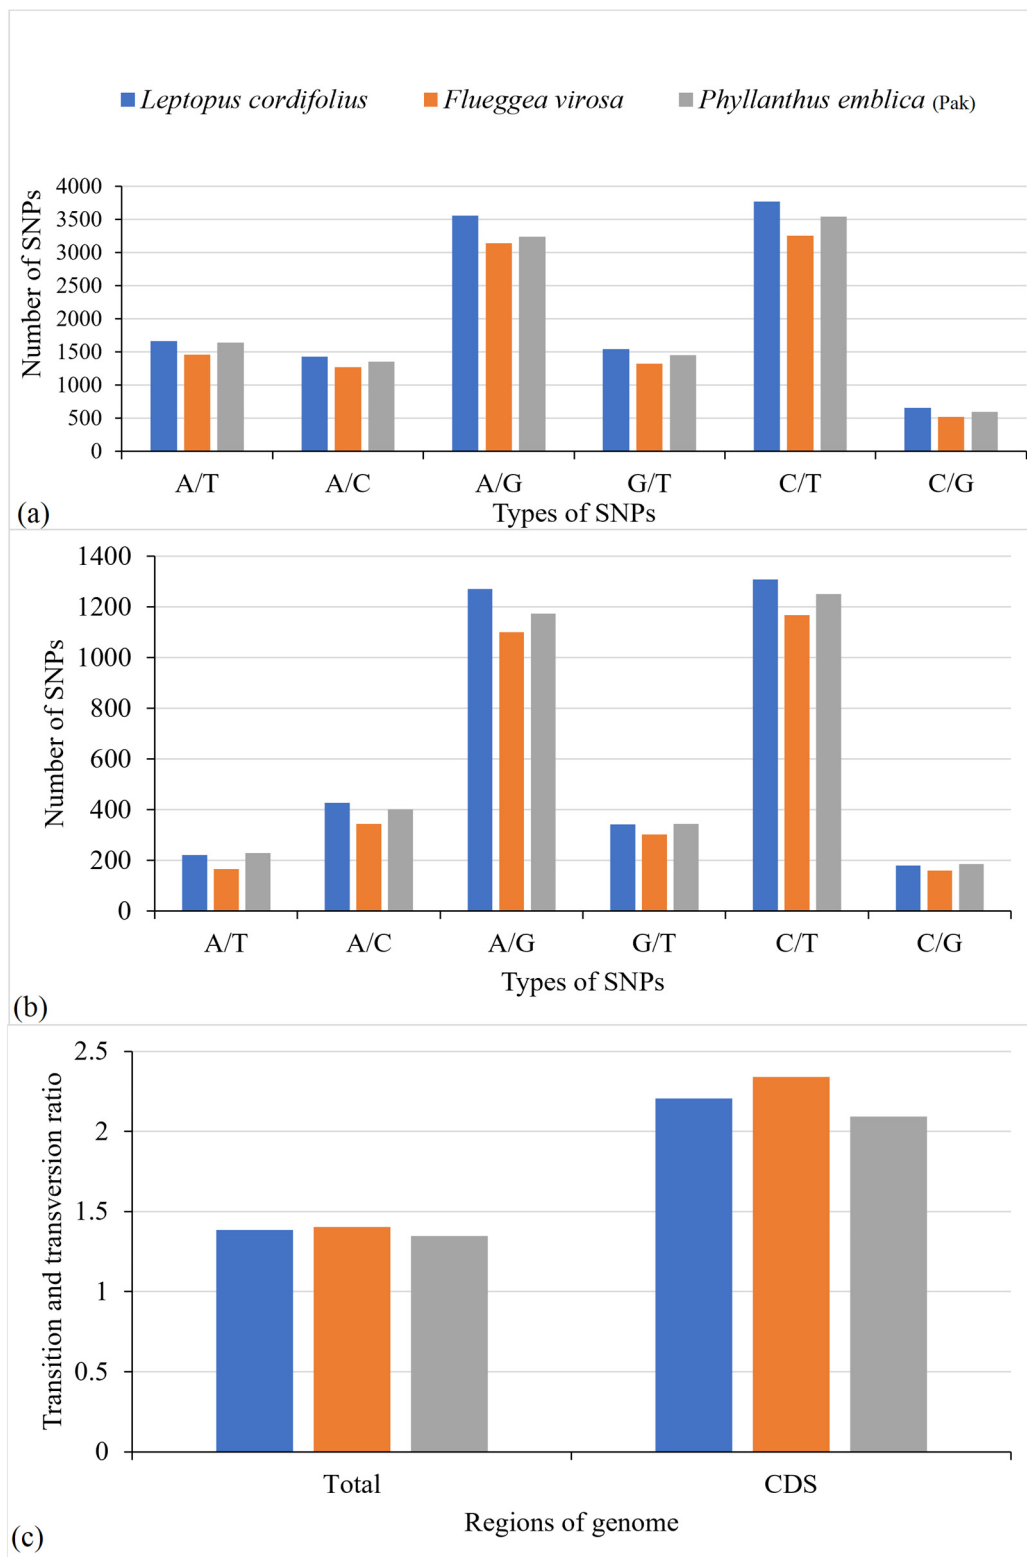 Leptopus cordifolius Flueggea virosa Phyllanthus emblica (Pak)
Number of SNPs
4000
3500
3000
2500
2000
1500
1000
500
0
A/T A/C A/G G/T C/T C/G
Types of SNPs
(a)
Number of SNPs
1400
1200
1000
800
600
400
200
0
A/T A/C A/G G/T C/T C/G
Types of SNPs
(b)
Transition and transversion ratio
2.5
2
1.5
1
0.5
0
Total CDS
Regions of genome
(c)